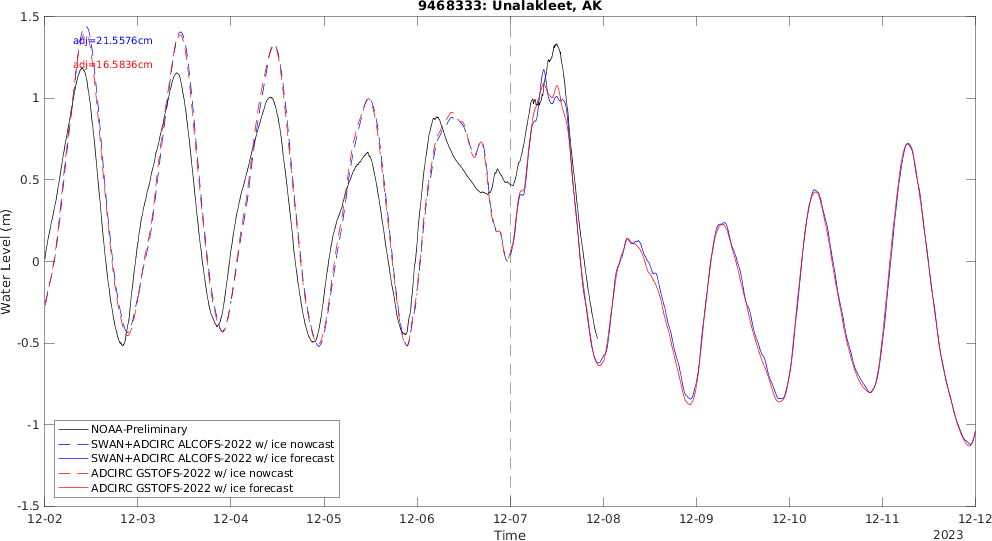 9468333: Unalakleet, AK
1.5
adj=21.5576cm
adj=16.5836cm
1
0.5
0
-0.5
-1
-1.5
Water Level (m)
NOAA-Preliminary
SWAN+ADCIRC ALCOFS-2022 w/ ice nowcast
SWAN+ADCIRC ALCOFS-2022 w/ ice forecast
ADCIRC GSTOFS-2022 w/ ice nowcast
ADCIRC GSTOFS-2022 w/ ice forecast
12-02 12-03 12-04 12-05 12-06 12-07 12-08 12-09 12-10 12-11 12-12
Time
2023